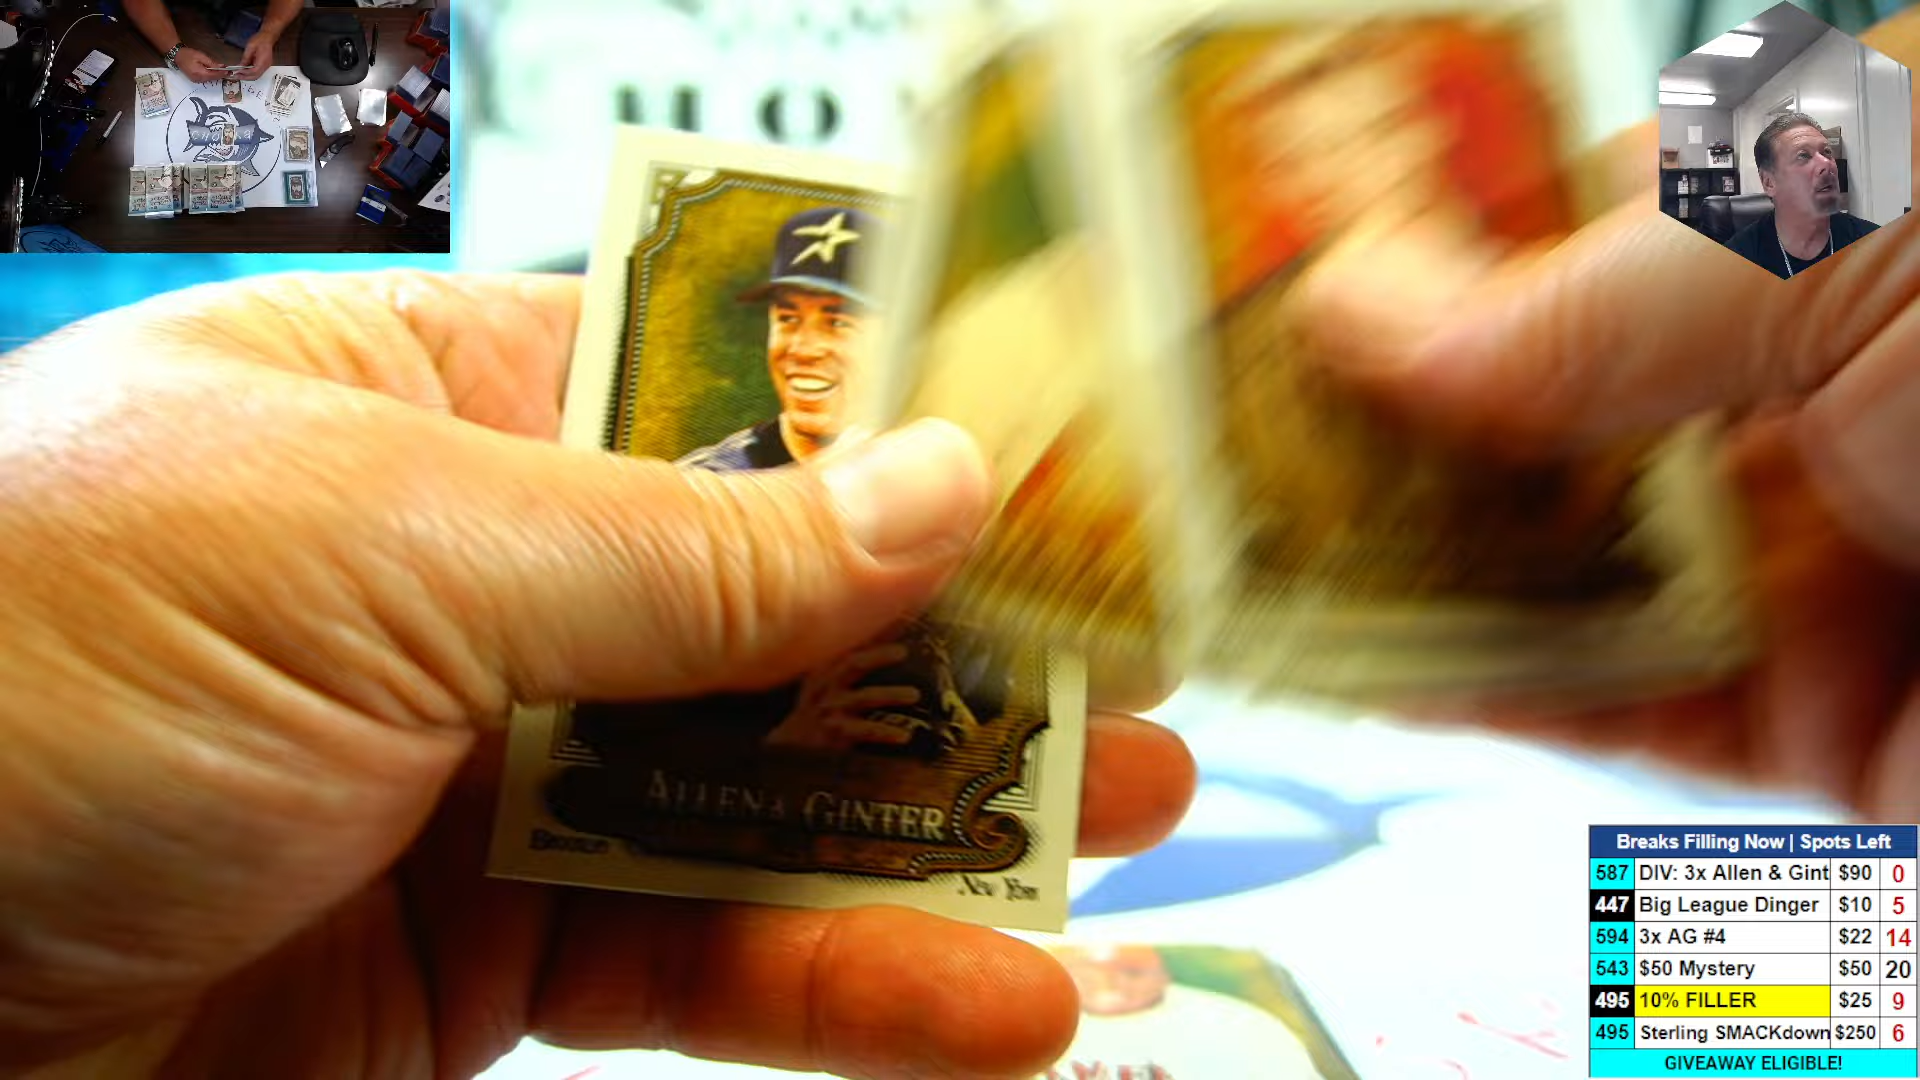 HO
ALLEN & GINTER
New York
Breaks Filling Now | Spots Left
587 DIV: 3x Allen & Gint $90 0
447 Big League Dinger $10 5
594 3x AG #4 $22 14
543 $50 Mystery $50 20
495 10% FILLER $25 9
495 Sterling SMACKdown $250 6
GIVEAWAY ELIGIBLE!